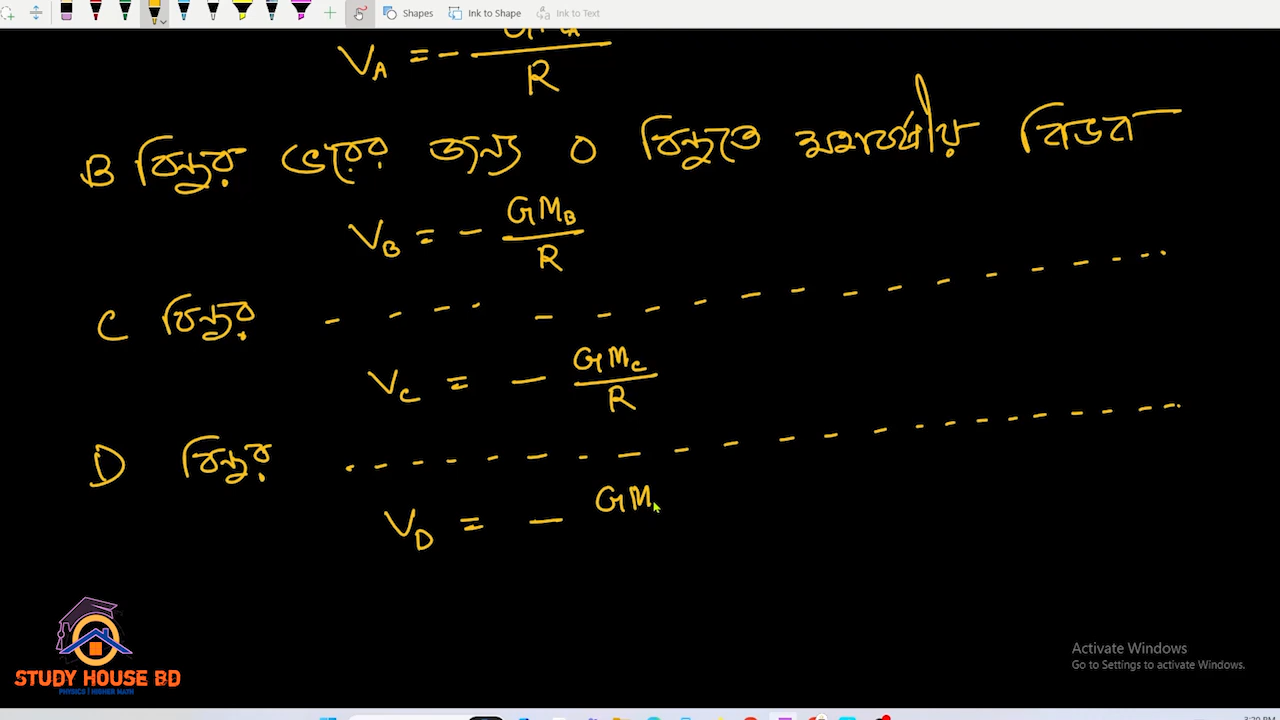 Shapes Ink to Shape Ink to Text
V_A = - GM_A / R
B বিন্দুর ভরের জন্য O বিন্দুতে মহাকর্ষীয় বিভব
V_B = - GM_B / R
C বিন্দুর - - - - - - - - - - - - - - - - - -
V_C = - GM_C / R
D বিন্দুর - - - - - - - - - - - - - - - - - - - -
V_D = - GM
STUDY HOUSE BD
PHYSICS | HIGHER MATH
Activate Windows
Go to Settings to activate Windows.